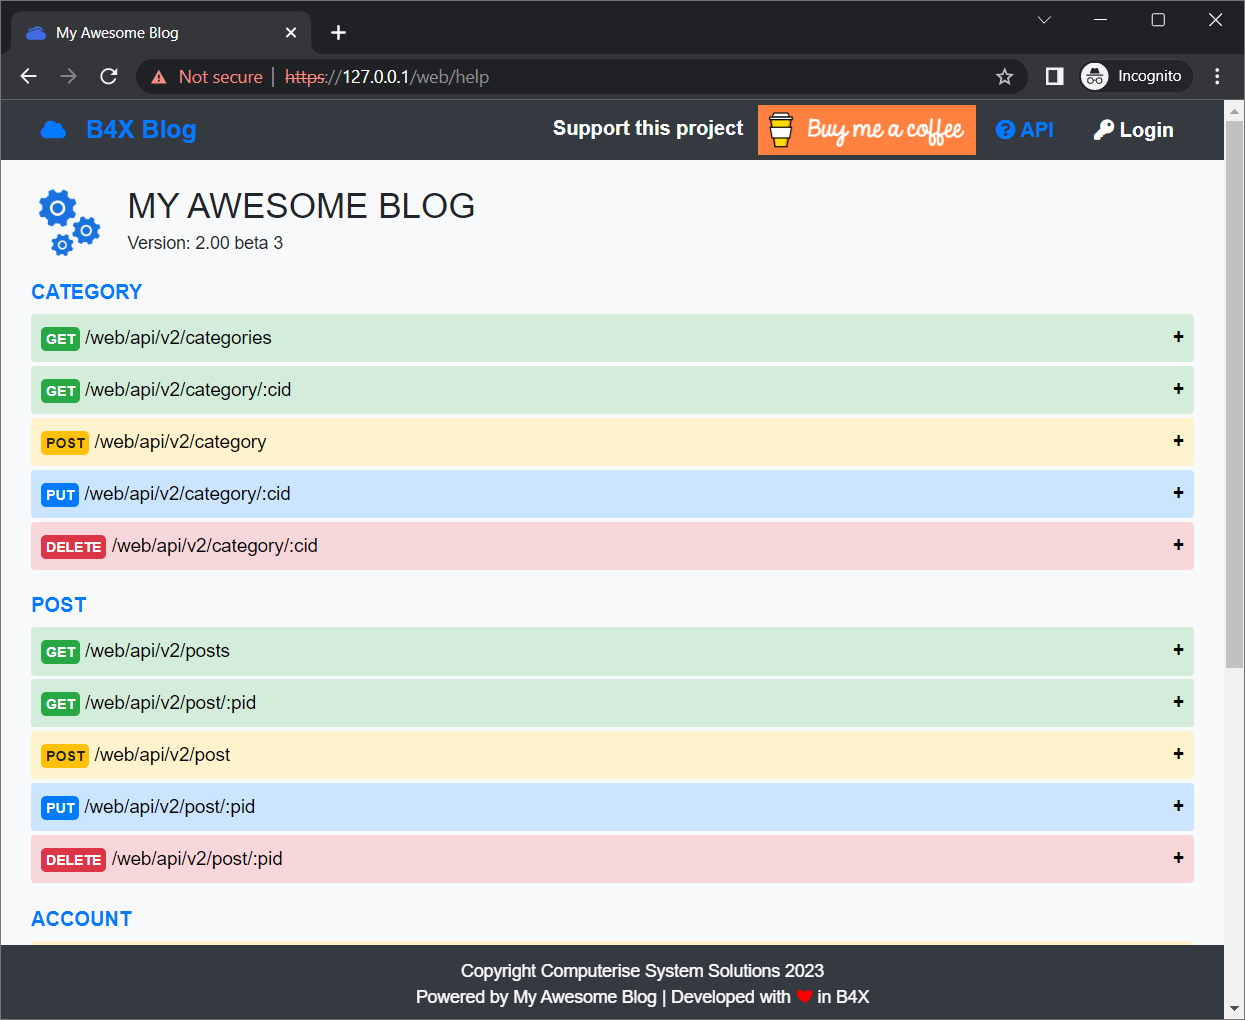 My Awesome Blog
Not secure https://127.0.0.1/web/help Incognito
B4X Blog Support this project Buy me a coffee API Login
MY AWESOME BLOG
Version: 2.00 beta 3
CATEGORY
GET /web/api/v2/categories +
GET /web/api/v2/category/:cid +
POST /web/api/v2/category +
PUT /web/api/v2/category/:cid +
DELETE /web/api/v2/category/:cid +
POST
GET /web/api/v2/posts +
GET /web/api/v2/post/:pid +
POST /web/api/v2/post +
PUT /web/api/v2/post/:pid +
DELETE /web/api/v2/post/:pid +
ACCOUNT
Copyright Computerise System Solutions 2023
Powered by My Awesome Blog | Developed with ❤ in B4X